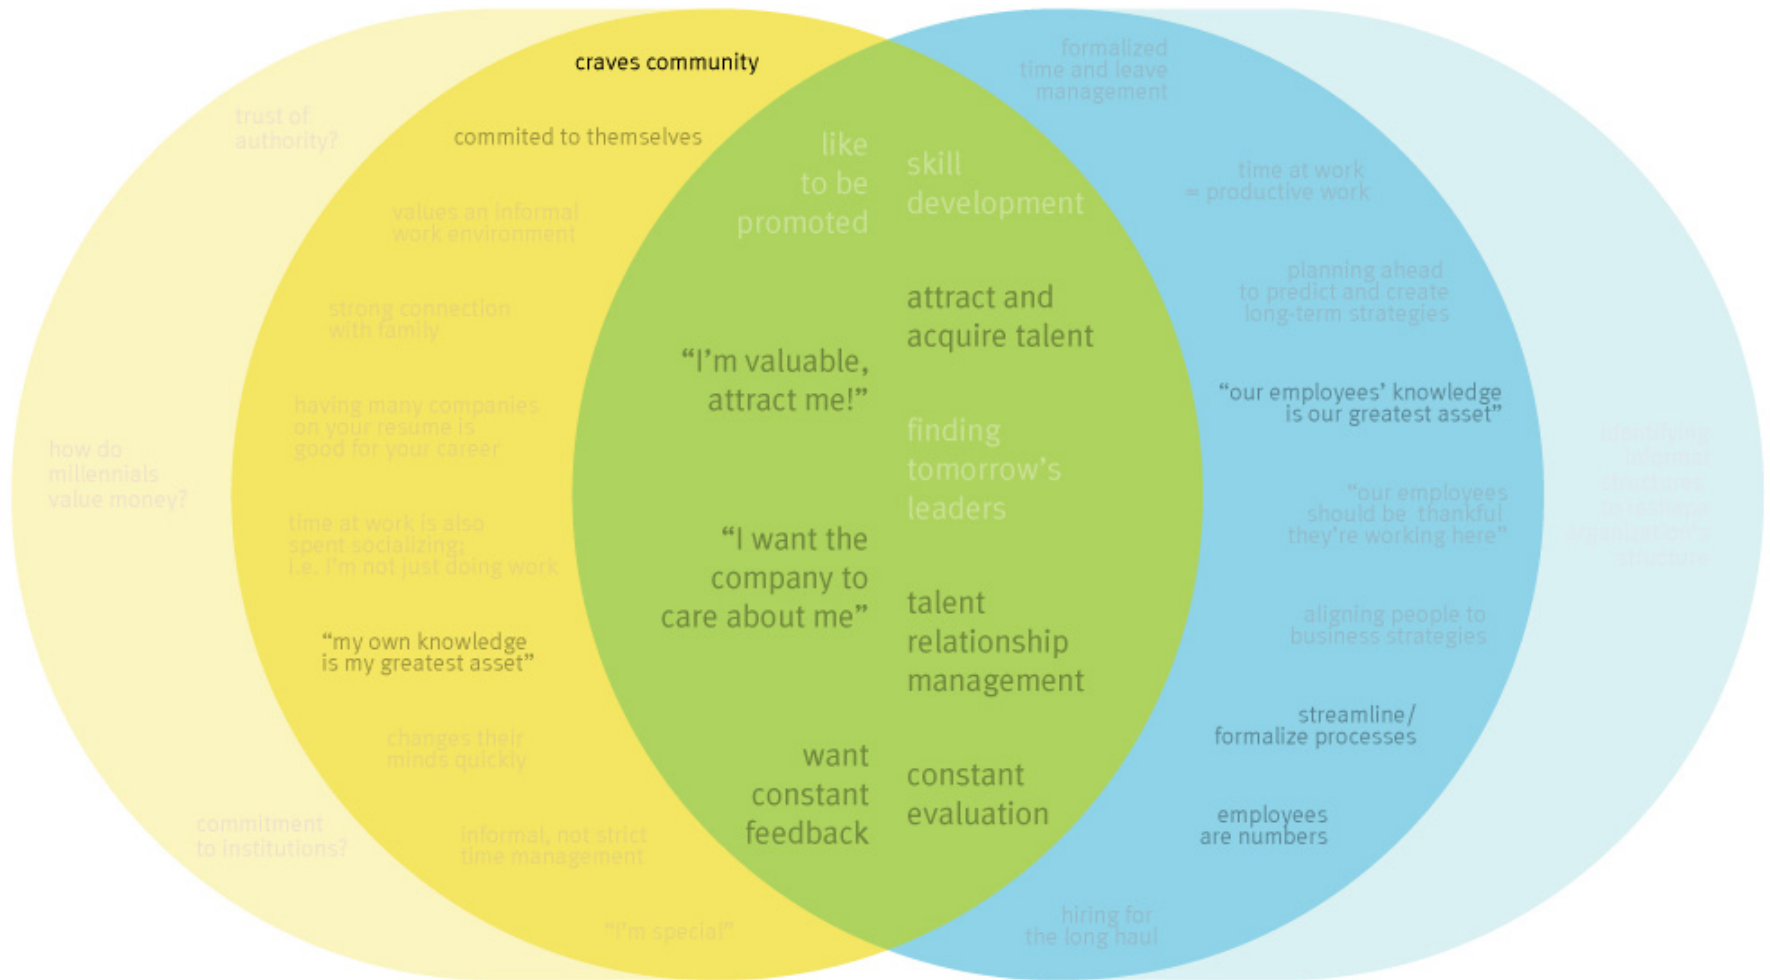 trust of
authority?
how do
millennials
value money?
commitment
to institutions?
craves community
commited to themselves
values an informal
work environment
strong connection
with family
having many companies
on your resume is
good for your career
time at work is also
spent socializing;
i.e. I'm not just doing work
“my own knowledge
is my greatest asset”
changes their
minds quickly
informal, not strict
time management
“I'm special”
like
to be
promoted
“I’m valuable,
attract me!”
“I want the
company to
care about me”
want
constant
feedback
skill
development
attract and
acquire talent
finding
tomorrow’s
leaders
talent
relationship
management
constant
evaluation
formalized
time and leave
management
time at work
= productive work
planning ahead
to predict and create
long-term strategies
“our employees’ knowledge
is our greatest asset”
“our employees
should be thankful
they’re working here”
aligning people to
business strategies
streamline/
formalize processes
employees
are numbers
hiring for
the long haul
identifying
informal
structures
to reshape
organization's
structure